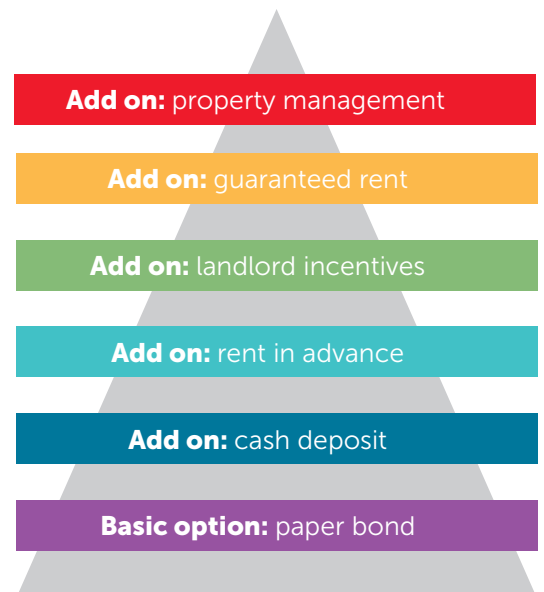 Add on: property management
Add on: guaranteed rent
Add on: landlord incentives
Add on: rent in advance
Add on: cash deposit
Basic option: paper bond